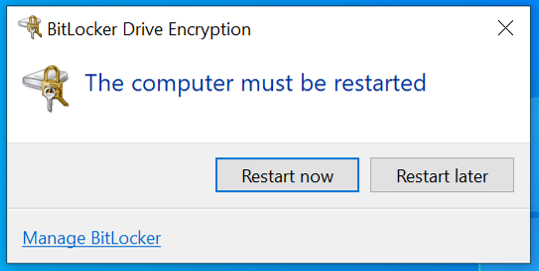 BitLocker Drive Encryption
The computer must be restarted
Restart now Restart later
Manage BitLocker